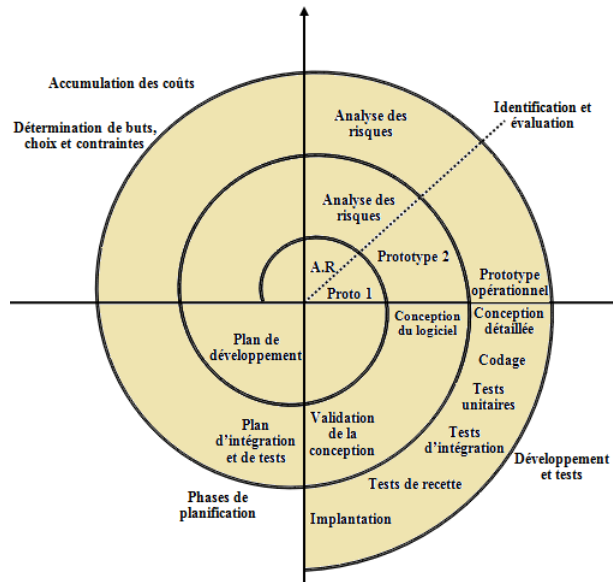 Accumulation des coûts
Détermination de buts,
choix et contraintes
Analyse des
risques
Identification et
évaluation
Analyse des
risques
Prototype 2
A.R.
Proto 1
Prototype
opérationnel
Plan de
développement
Conception
du logiciel
Conception
détaillée
Codage
Tests
unitaires
Plan
d'intégration
et de tests
Validation
de la
conception
Tests
d'intégration
Développement
et tests
Phases de
planification
Tests de recette
Implantation